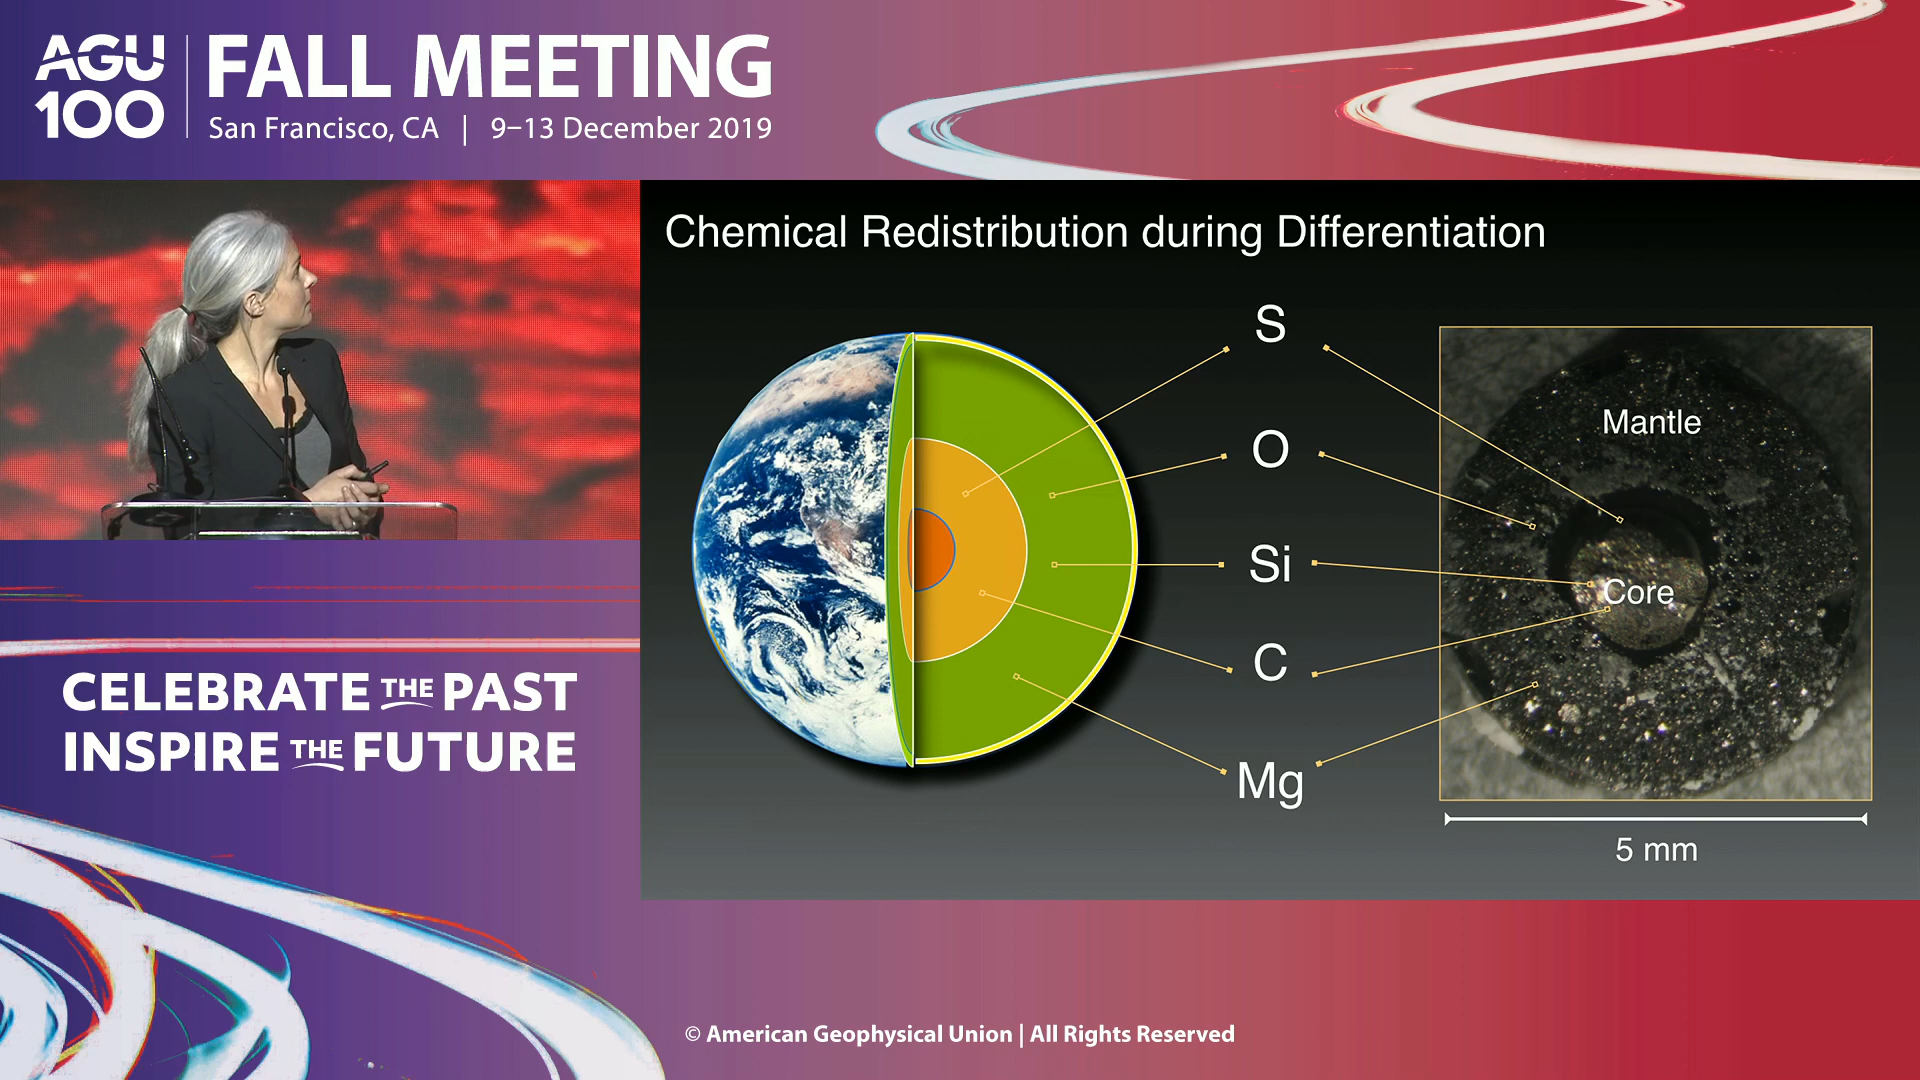 AGU
100
FALL MEETING
San Francisco, CA | 9–13 December 2019
Chemical Redistribution during Differentiation
S
O
Si
C
Mg
Mantle
Core
5 mm
CELEBRATE THE PAST
INSPIRE THE FUTURE
© American Geophysical Union | All Rights Reserved